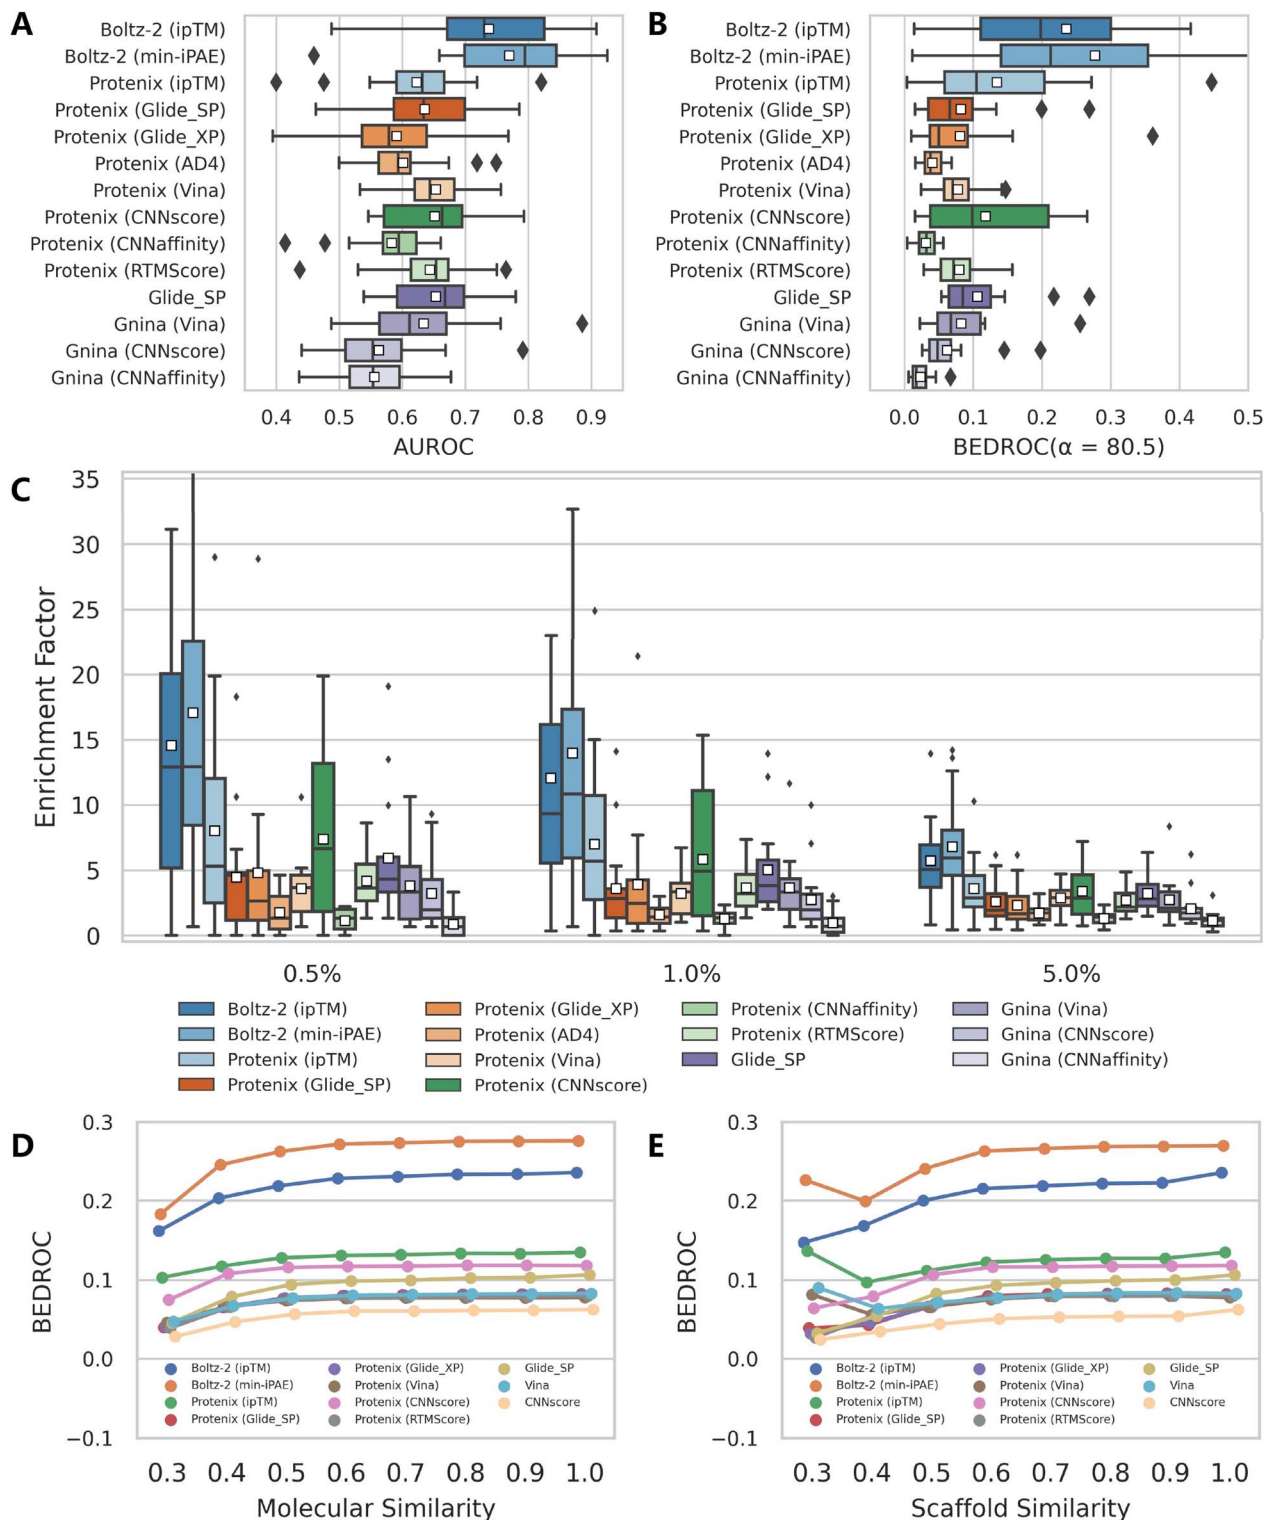 A
Boltz-2 (ipTM)
Boltz-2 (min-iPAE)
Protenix (ipTM)
Protenix (Glide_SP)
Protenix (Glide_XP)
Protenix (AD4)
Protenix (Vina)
Protenix (CNNscore)
Protenix (CNNaffinity)
Protenix (RTMScore)
Glide_SP
Gnina (Vina)
Gnina (CNNscore)
Gnina (CNNaffinity)
0.4 0.5 0.6 0.7 0.8 0.9
AUROC
B
Boltz-2 (ipTM)
Boltz-2 (min-iPAE)
Protenix (ipTM)
Protenix (Glide_SP)
Protenix (Glide_XP)
Protenix (AD4)
Protenix (Vina)
Protenix (CNNscore)
Protenix (CNNaffinity)
Protenix (RTMScore)
Glide_SP
Gnina (Vina)
Gnina (CNNscore)
Gnina (CNNaffinity)
0.0 0.1 0.2 0.3 0.4 0.5
BEDROC(α = 80.5)
C
Enrichment Factor
35
30
25
20
15
10
5
0
0.5% 1.0% 5.0%
Boltz-2 (ipTM) Protenix (Glide_XP) Protenix (CNNaffinity) Gnina (Vina)
Boltz-2 (min-iPAE) Protenix (AD4) Protenix (RTMScore) Gnina (CNNscore)
Protenix (ipTM) Protenix (Vina) Glide_SP Gnina (CNNaffinity)
Protenix (Glide_SP) Protenix (CNNscore)
D
BEDROC
0.3
0.2
0.1
0.0
−0.1
Boltz-2 (ipTM) Protenix (Glide_XP) Glide_SP
Boltz-2 (min-iPAE) Protenix (Vina) Vina
Protenix (ipTM) Protenix (CNNscore) CNNscore
Protenix (Glide_SP) Protenix (RTMScore)
0.3 0.4 0.5 0.6 0.7 0.8 0.9 1.0
Molecular Similarity
E
BEDROC
0.3
0.2
0.1
0.0
−0.1
Boltz-2 (ipTM) Protenix (Glide_XP) Glide_SP
Boltz-2 (min-iPAE) Protenix (Vina) Vina
Protenix (ipTM) Protenix (CNNscore) CNNscore
Protenix (Glide_SP) Protenix (RTMScore)
0.3 0.4 0.5 0.6 0.7 0.8 0.9 1.0
Scaffold Similarity